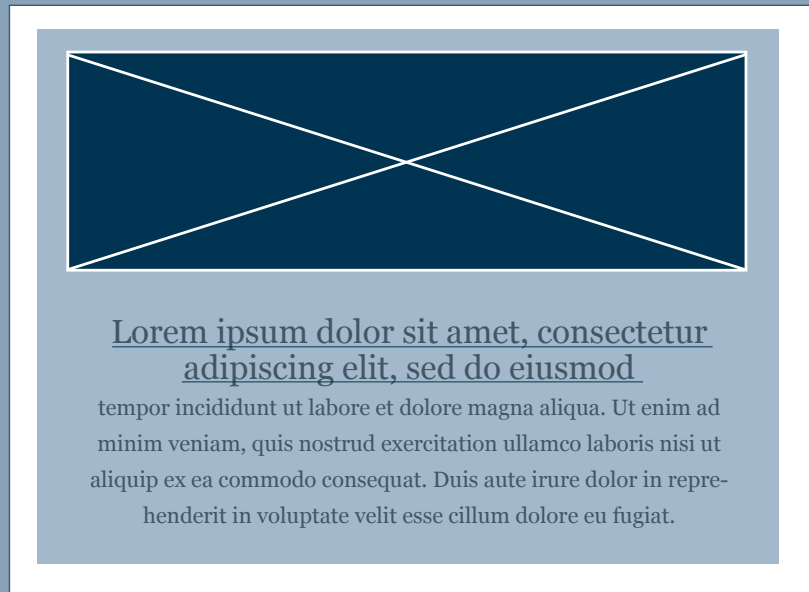 Lorem ipsum dolor sit amet, consectetur
adipiscing elit, sed do eiusmod
tempor incididunt ut labore et dolore magna aliqua. Ut enim ad
minim veniam, quis nostrud exercitation ullamco laboris nisi ut
aliquip ex ea commodo consequat. Duis aute irure dolor in repre-
henderit in voluptate velit esse cillum dolore eu fugiat.